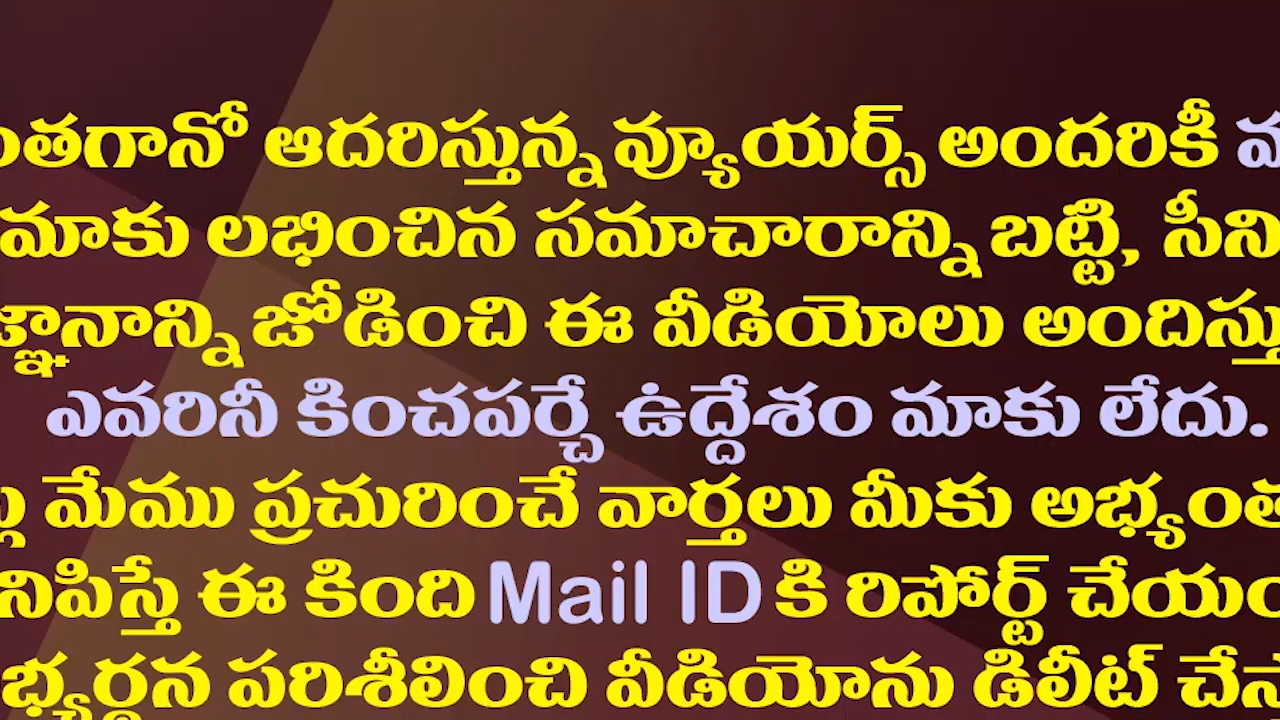 ఆదరిస్తున్న వ్యూయర్స్ అందరికీ
మాకు లభించిన సమాచారాన్ని బట్టి,
జోడించి ఈ వీడియోలు
ఎవరినీ కించపర్చే ఉద్దేశం మాకు లేదు.
మేము ప్రచురించే వార్తలు మీకు
ఈ కింది Mail ID కి రిపోర్ట్
పరిశీలించి వీడియోను డిలీట్